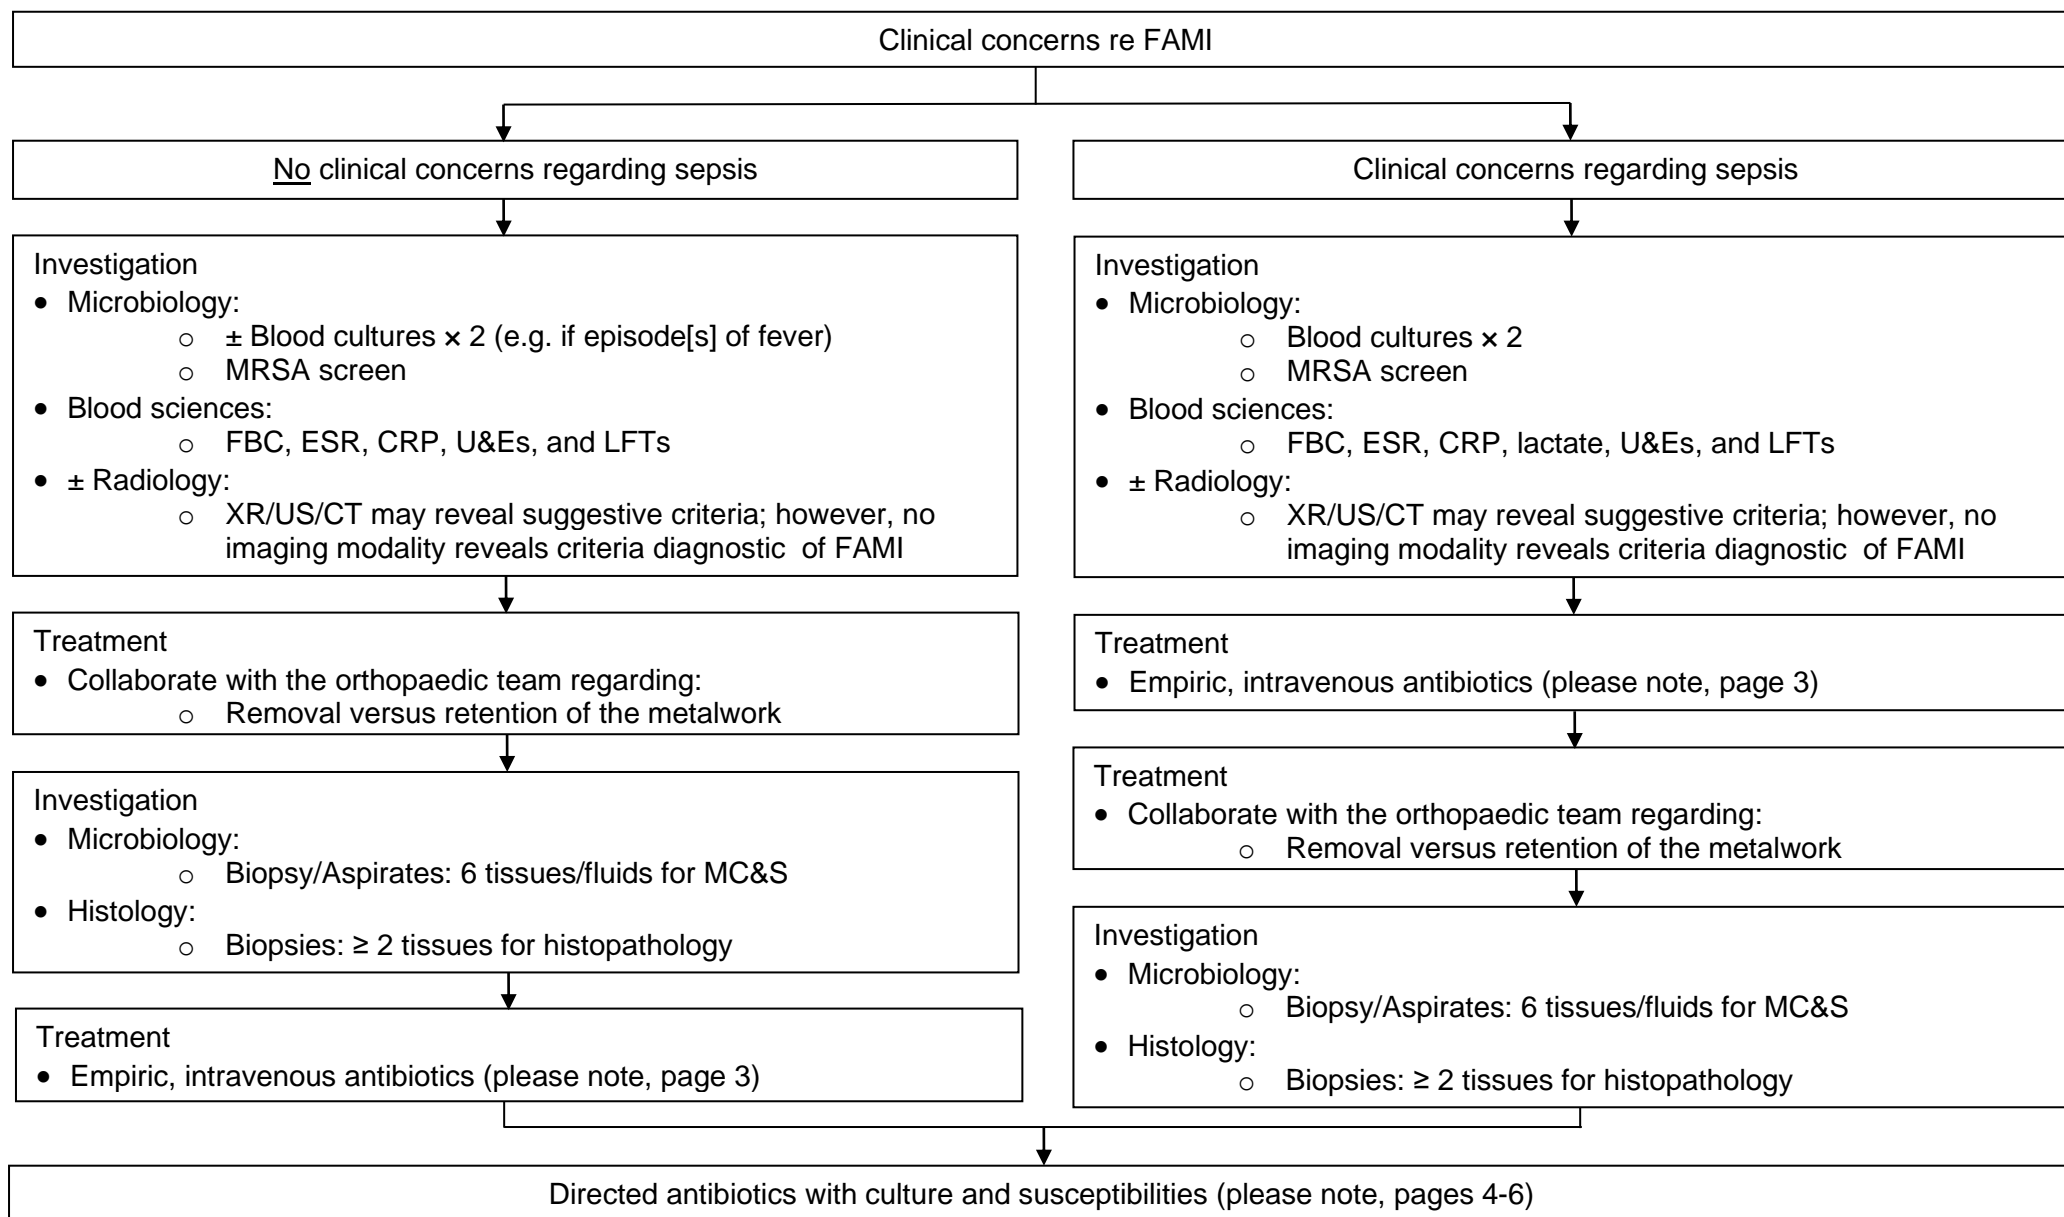 Clinical concerns re FAMI
No clinical concerns regarding sepsis
Investigation
• Microbiology:
○ ± Blood cultures × 2 (e.g. if episode[s] of fever)
○ MRSA screen
• Blood sciences:
○ FBC, ESR, CRP, U&Es, and LFTs
• ± Radiology:
○ XR/US/CT may reveal suggestive criteria; however, no
imaging modality reveals criteria diagnostic of FAMI
Treatment
• Collaborate with the orthopaedic team regarding:
○ Removal versus retention of the metalwork
Investigation
• Microbiology:
○ Biopsy/Aspirates: 6 tissues/fluids for MC&S
• Histology:
○ Biopsies: ≥ 2 tissues for histopathology
Treatment
• Empiric, intravenous antibiotics (please note, page 3)
Clinical concerns regarding sepsis
Investigation
• Microbiology:
○ Blood cultures × 2
○ MRSA screen
• Blood sciences:
○ FBC, ESR, CRP, lactate, U&Es, and LFTs
• ± Radiology:
○ XR/US/CT may reveal suggestive criteria; however, no
imaging modality reveals criteria diagnostic of FAMI
Treatment
• Empiric, intravenous antibiotics (please note, page 3)
Treatment
• Collaborate with the orthopaedic team regarding:
○ Removal versus retention of the metalwork
Investigation
• Microbiology:
○ Biopsy/Aspirates: 6 tissues/fluids for MC&S
• Histology:
○ Biopsies: ≥ 2 tissues for histopathology
Directed antibiotics with culture and susceptibilities (please note, pages 4-6)